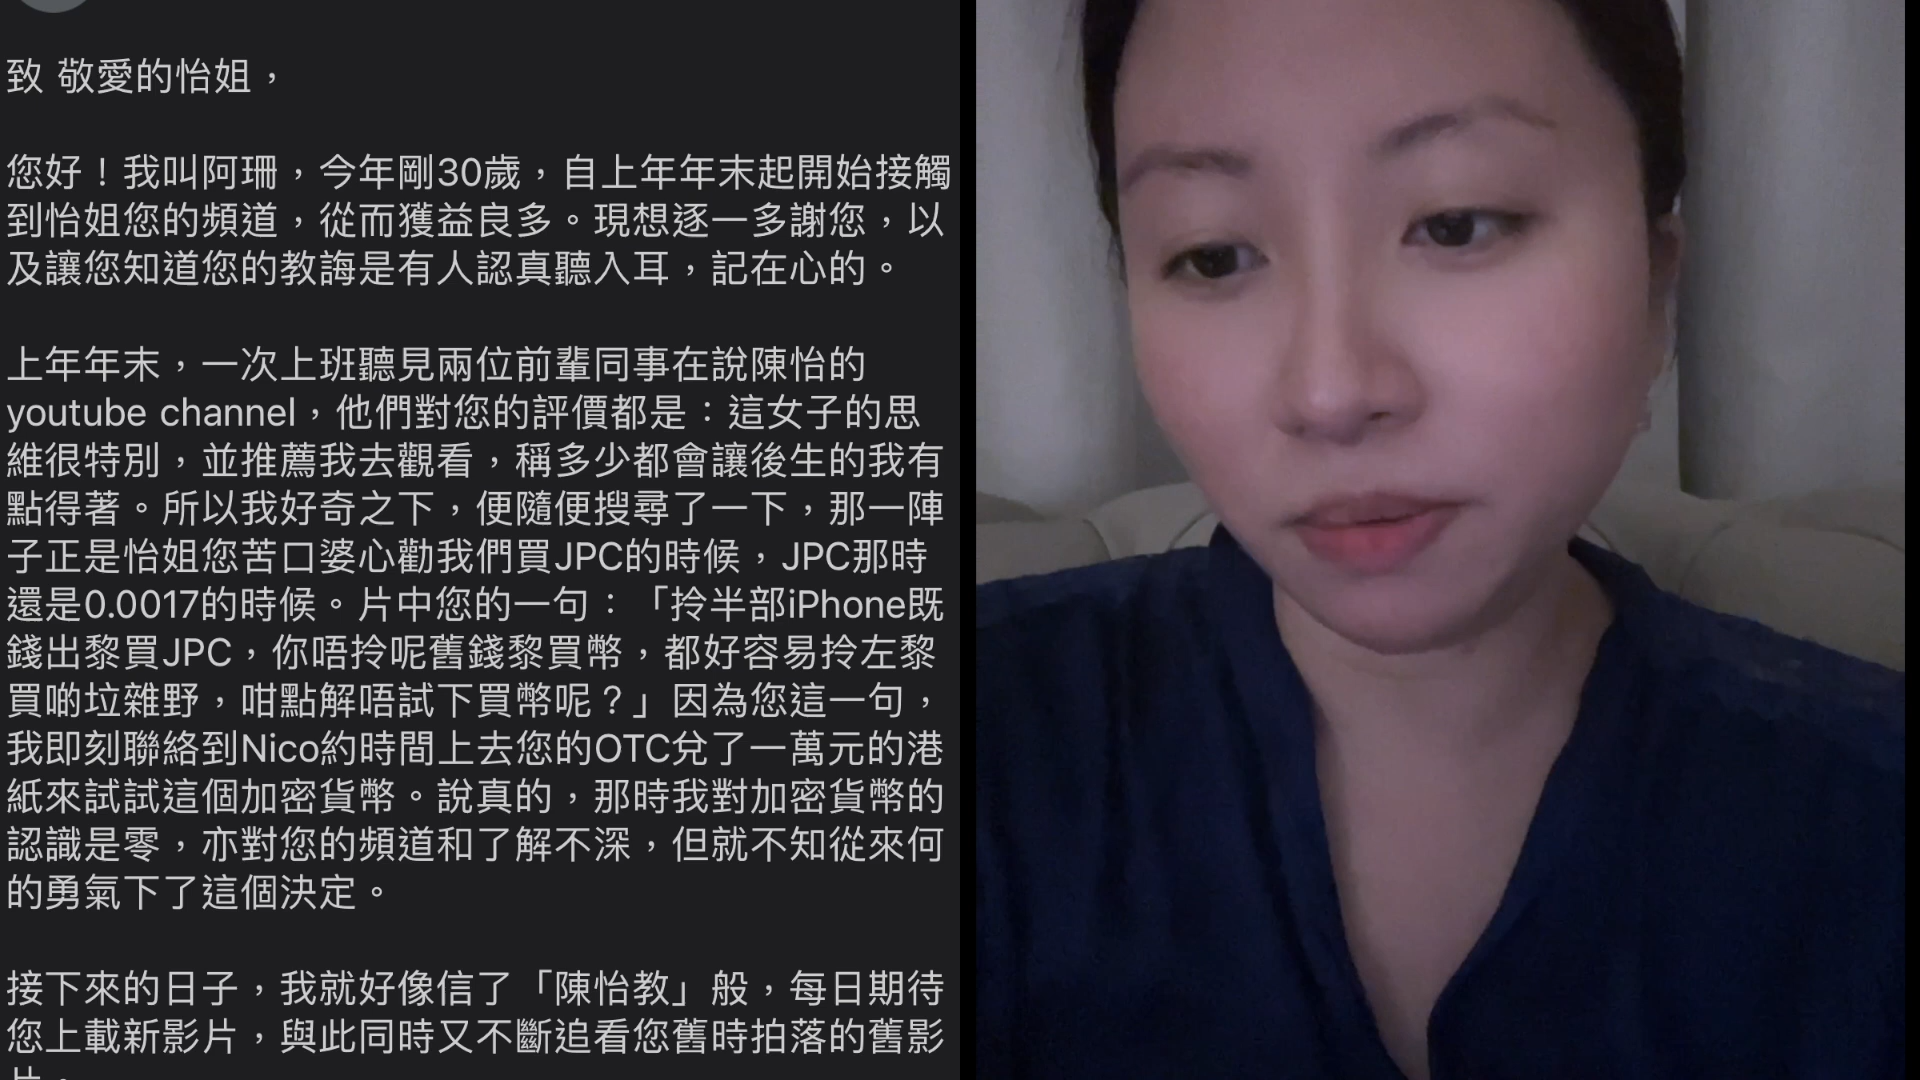 致 敬愛的怡姐，
您好！我叫阿珊，今年剛30歲，自上年年末起開始接觸
到怡姐您的頻道，從而獲益良多。現想逐一多謝您，以
及讓您知道您的教誨是有人認真聽入耳，記在心的。
上年年末，一次上班聽見兩位前輩同事在說陳怡的
youtube channel，他們對您的評價都是：這女子的思
維很特別，並推薦我去觀看，稱多少都會讓後生的我有
點得著。所以我好奇之下，便隨便搜尋了一下，那一陣
子正是怡姐您苦口婆心勸我們買JPC的時候，JPC那時
還是0.0017的時候。片中您的一句：「拎半部iPhone既
錢出黎買JPC，你唔拎呢舊錢黎買幣，都好容易拎左黎
買啲垃雜野，咁點解唔試下買幣呢？」因為您這一句，
我即刻聯絡到Nico約時間上去您的OTC兌了一萬元的港
紙來試試這個加密貨幣。說真的，那時我對加密貨幣的
認識是零，亦對您的頻道和了解不深，但就不知從來何
的勇氣下了這個決定。
接下來的日子，我就好像信了「陳怡教」般，每日期待
您上載新影片，與此同時又不斷追看您舊時拍落的舊影
片，